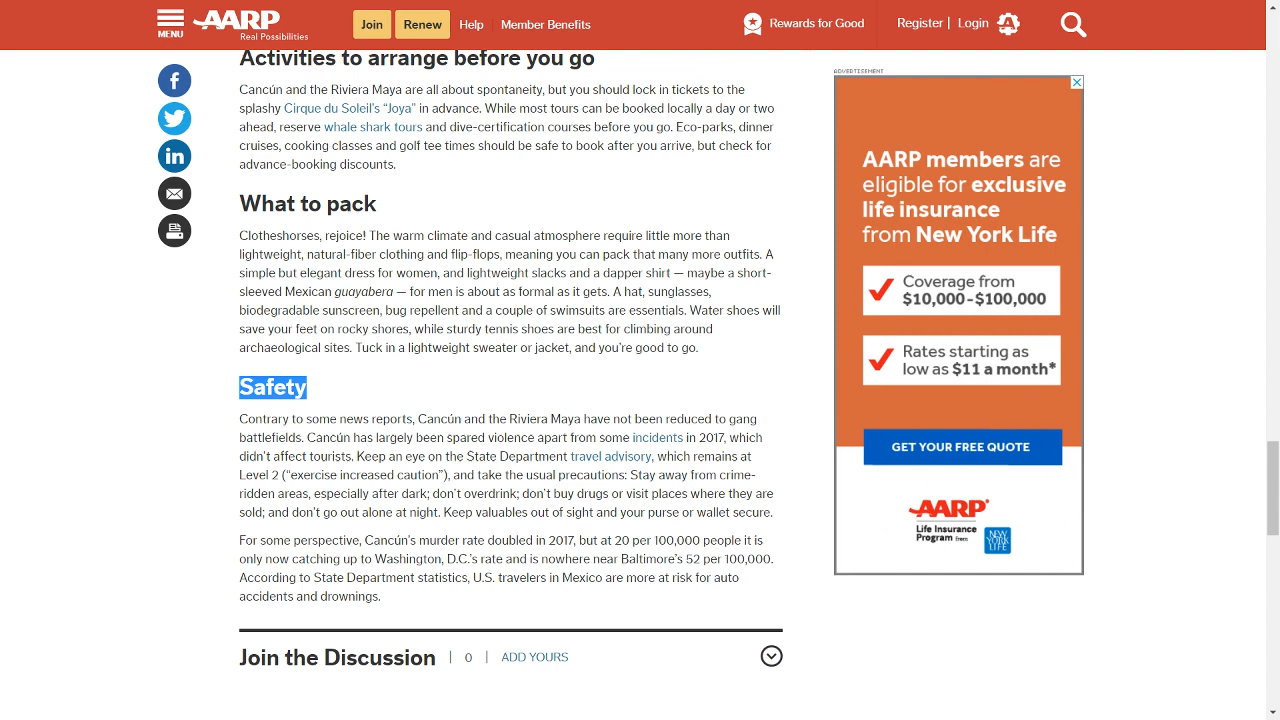 MENU
AARP
Real Possibilities
Join
Renew
Help
Member Benefits
Rewards for Good
Register |
Login
Activities to arrange before you go
Cancún and the Riviera Maya are all about spontaneity, but you should lock in tickets to the
splashy Cirque du Soleil's “Joya” in advance. While most tours can be booked locally a day or two
ahead, reserve whale shark tours and dive-certification courses before you go. Eco-parks, dinner
cruises, cooking classes and golf tee times should be safe to book after you arrive, but check for
advance-booking discounts.
What to pack
Clotheshorses, rejoice! The warm climate and casual atmosphere require little more than
lightweight, natural-fiber clothing and flip-flops, meaning you can pack that many more outfits. A
simple but elegant dress for women, and lightweight slacks and a dapper shirt — maybe a short-
sleeved Mexican guayabera — for men is about as formal as it gets. A hat, sunglasses,
biodegradable sunscreen, bug repellent and a couple of swimsuits are essentials. Water shoes will
save your feet on rocky shores, while sturdy tennis shoes are best for climbing around
archaeological sites. Tuck in a lightweight sweater or jacket, and you’re good to go.
Safety
Contrary to some news reports, Cancún and the Riviera Maya have not been reduced to gang
battlefields. Cancún has largely been spared violence apart from some incidents in 2017, which
didn’t affect tourists. Keep an eye on the State Department travel advisory, which remains at
Level 2 (“exercise increased caution”), and take the usual precautions: Stay away from crime-
ridden areas, especially after dark; don’t overdrink; don’t buy drugs or visit places where they are
sold; and don’t go out alone at night. Keep valuables out of sight and your purse or wallet secure.
For some perspective, Cancún's murder rate doubled in 2017, but at 20 per 100,000 people it is
only now catching up to Washington, D.C.’s rate and is nowhere near Baltimore’s 52 per 100,000.
According to State Department statistics, U.S. travelers in Mexico are more at risk for auto
accidents and drownings.
Join the Discussion | 0 | ADD YOURS
ADVERTISEMENT
AARP members are
eligible for exclusive
life insurance
from New York Life
Coverage from
$10,000-$100,000
Rates starting as
low as $11 a month*
GET YOUR FREE QUOTE
AARP®
Life Insurance
Program from
NEW
YORK
LIFE